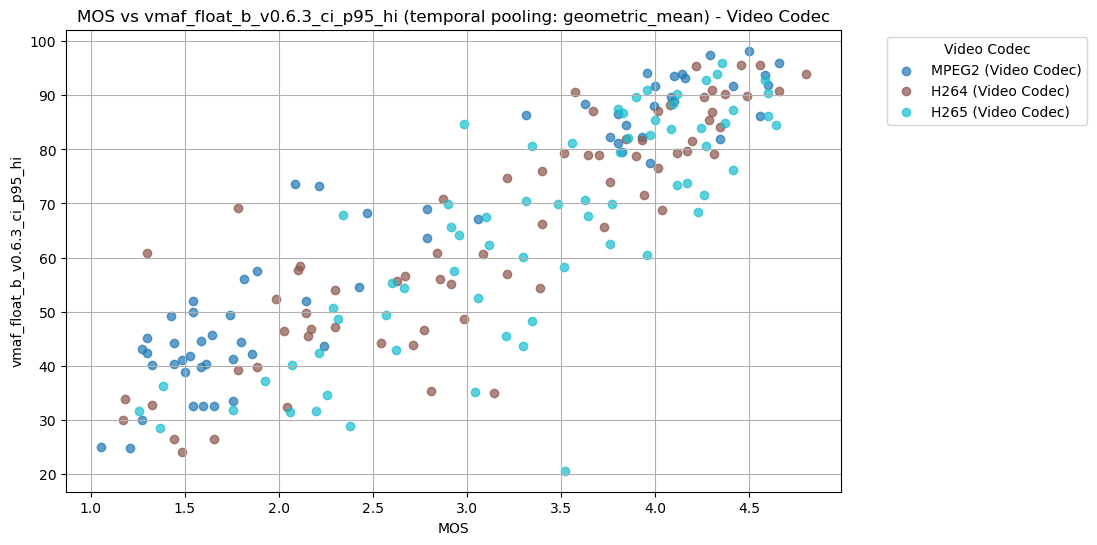 MOS vs vmaf_float_b_v0.6.3_ci_p95_hi (temporal pooling: geometric_mean) - Video Codec
vmaf_float_b_v0.6.3_ci_p95_hi
100
90
80
70
60
50
40
30
20
1.0 1.5 2.0 2.5 3.0 3.5 4.0 4.5
MOS
Video Codec
MPEG2 (Video Codec)
H264 (Video Codec)
H265 (Video Codec)